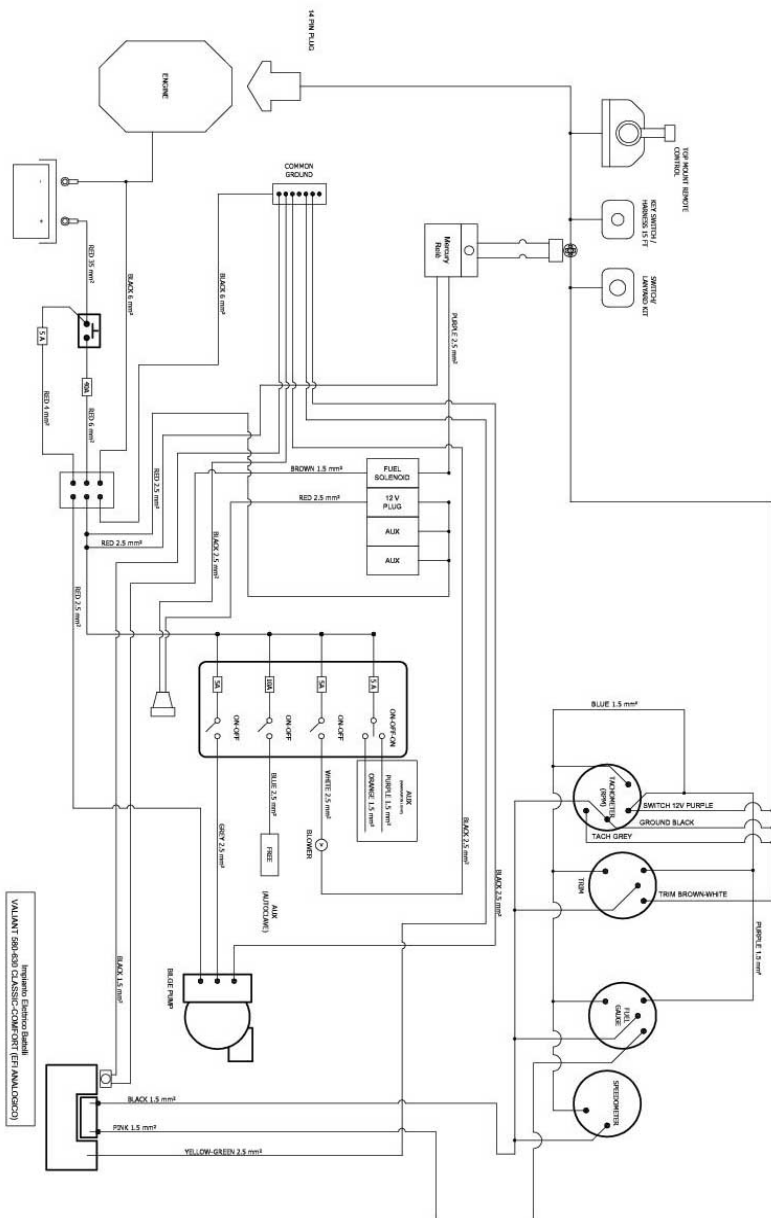 14 PIN PLUG
ENGINE
-
+
TOP MOUNT REMOTE
CONTROL
KEY SWITCH /
HARNESS 15 FT
SWITCH/
LANYARD KIT
COMMON
GROUND
Mercury
Relè
RED 35 mm²
BLACK 6 mm²
BLACK 6 mm²
PURPLE 2.5 mm²
5 A
40A
RED 4 mm²
RED 6 mm²
RED 2.5 mm²
BROWN 1.5 mm²
RED 2.5 mm²
FUEL
SOLENOID
12 V
PLUG
AUX
AUX
RED 2.5 mm²
BLACK 2.5 mm²
RED 2.5 mm²
5A
10A
5A
5 A
ON-OFF
ON-OFF
ON-OFF
ON-OFF-ON
GREY 2.5 mm²
BLUE 2.5 mm²
WHITE 2.5 mm²
ORANGE 1.5 mm²
PURPLE 1.5 mm²
AUX
FREE
AUX
(AUTOCLAVE)
BLOWER
BLACK 2.5 mm²
BLACK 2.5 mm²
BILGE PUMP
BLUE 1.5 mm²
TACHOMETER
(RPM)
SWITCH 12V PURPLE
GROUND BLACK
TACH GREY
TRIM
TRIM BROWN-WHITE
PURPLE 1.5 mm²
FUEL
GAUGE
SPEEDOMETER
BLACK 1.5 mm²
BLACK 1.5 mm²
PINK 1.5 mm²
YELLOW-GREEN 2.5 mm²
Impianto Elettrico Battelli
VALIANT 580-630 CLASSIC-COMFORT (EFI ANALOGICO)